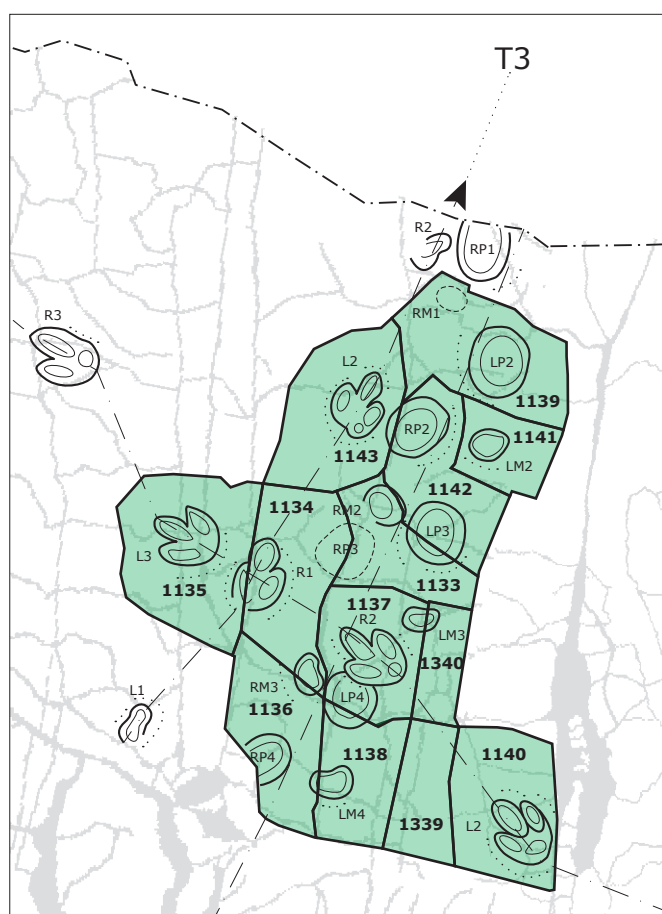 T3
R2
RP1
RM1
R3
L2
LP2
1139
RP2
1141
1143
LM2
1142
1134
RM2
LP3
RP3
L3
R1
1133
1135
1137
R2
LM3
1340
RM3
L1
LP4
1136
RP4
1138
1140
LM4
1339
L2